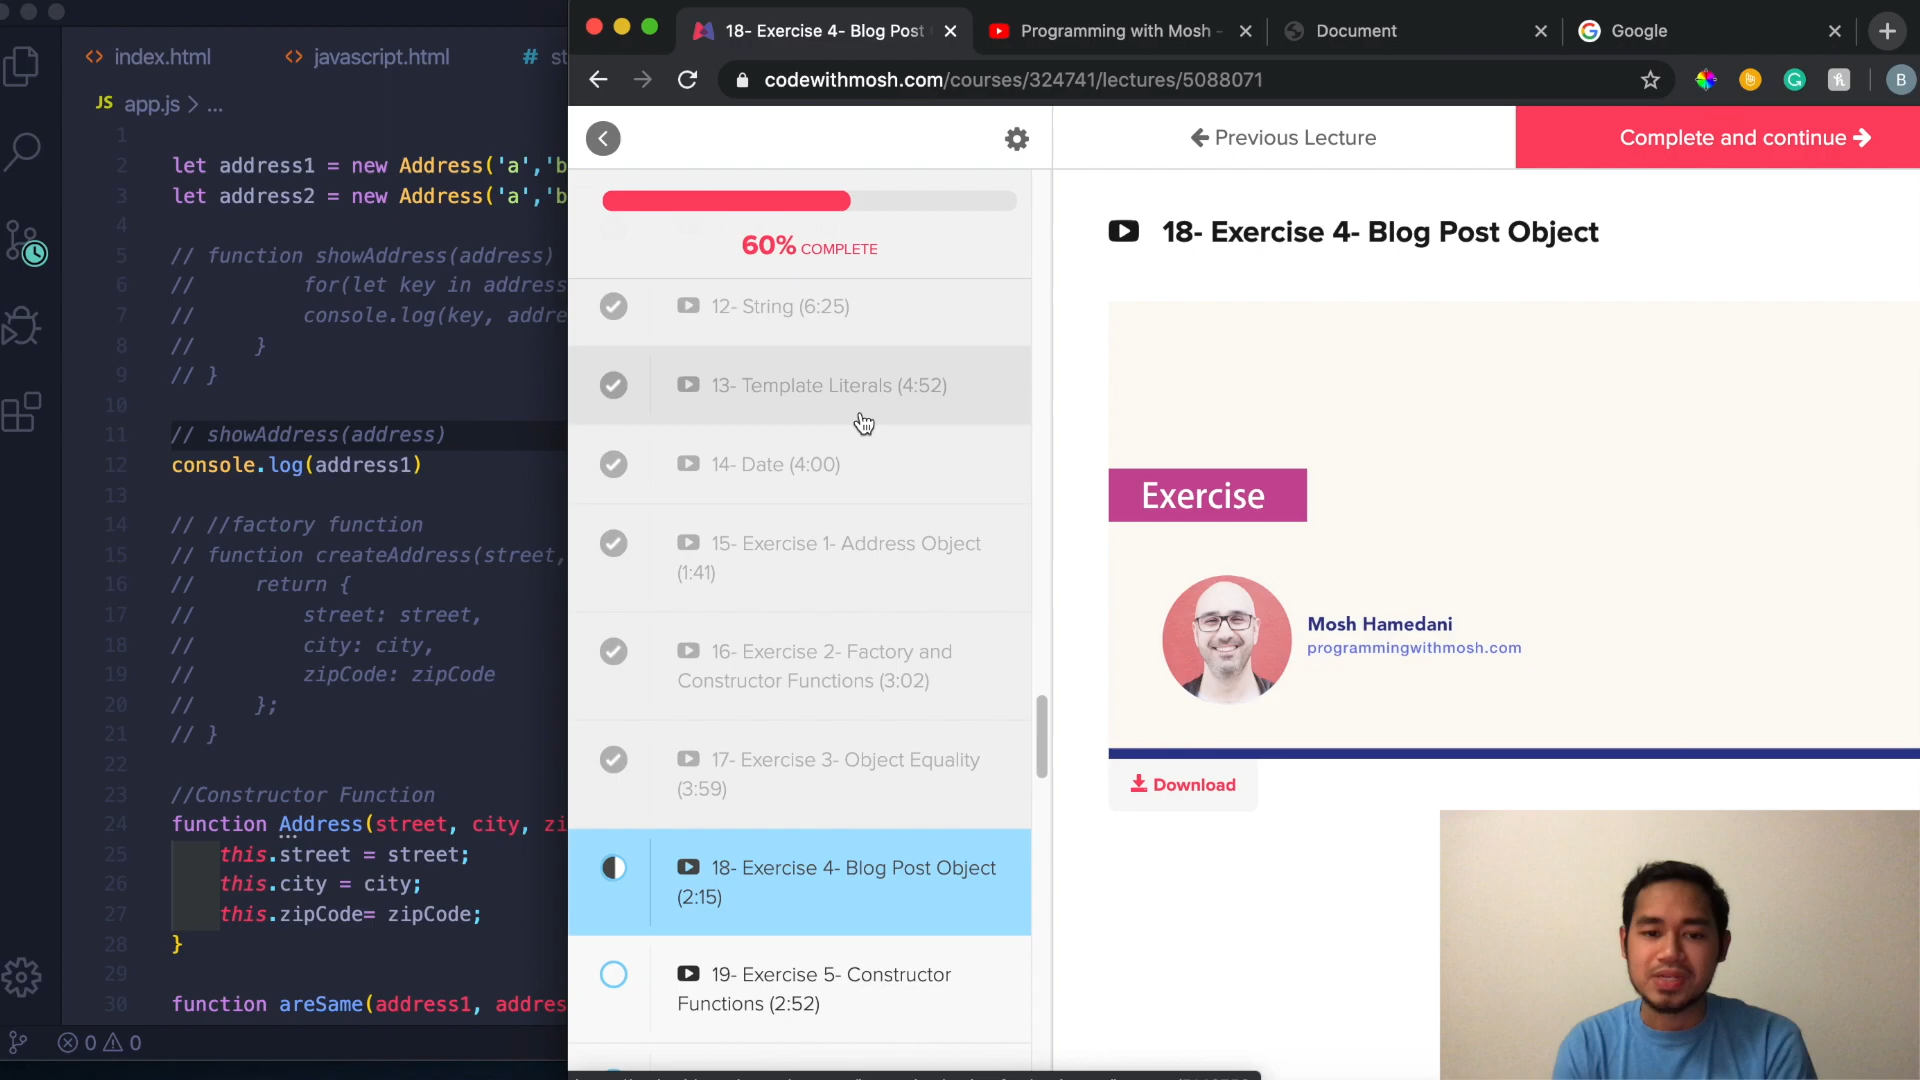 index.html
javascript.html
# st
JS app.js > ...
1
2 let address1 = new Address('a','b
3 let address2 = new Address('a','b
4
5 // function showAddress(address)
6 // for(let key in address
7 // console.log(key, addre
8 // }
9 // }
10
11 // showAddress(address)
12 console.log(address1)
13
14 // //factory function
15 // function createAddress(street,
16 // return {
17 // street: street,
18 // city: city,
19 // zipCode: zipCode
20 // };
21 // }
22
23 //Constructor Function
24 function Address(street, city, zi
25 this.street = street;
26 this.city = city;
27 this.zipCode= zipCode;
28 }
29
30 function areSame(address1, addres
0 0
18- Exercise 4- Blog Post
Programming with Mosh -
Document
Google
codewithmosh.com/courses/324741/lectures/5088071
B
60% COMPLETE
12- String (6:25)
13- Template Literals (4:52)
14- Date (4:00)
15- Exercise 1- Address Object
(1:41)
16- Exercise 2- Factory and
Constructor Functions (3:02)
17- Exercise 3- Object Equality
(3:59)
18- Exercise 4- Blog Post Object
(2:15)
19- Exercise 5- Constructor
Functions (2:52)
Previous Lecture
Complete and continue
18- Exercise 4- Blog Post Object
Exercise
Mosh Hamedani
programmingwithmosh.com
Download